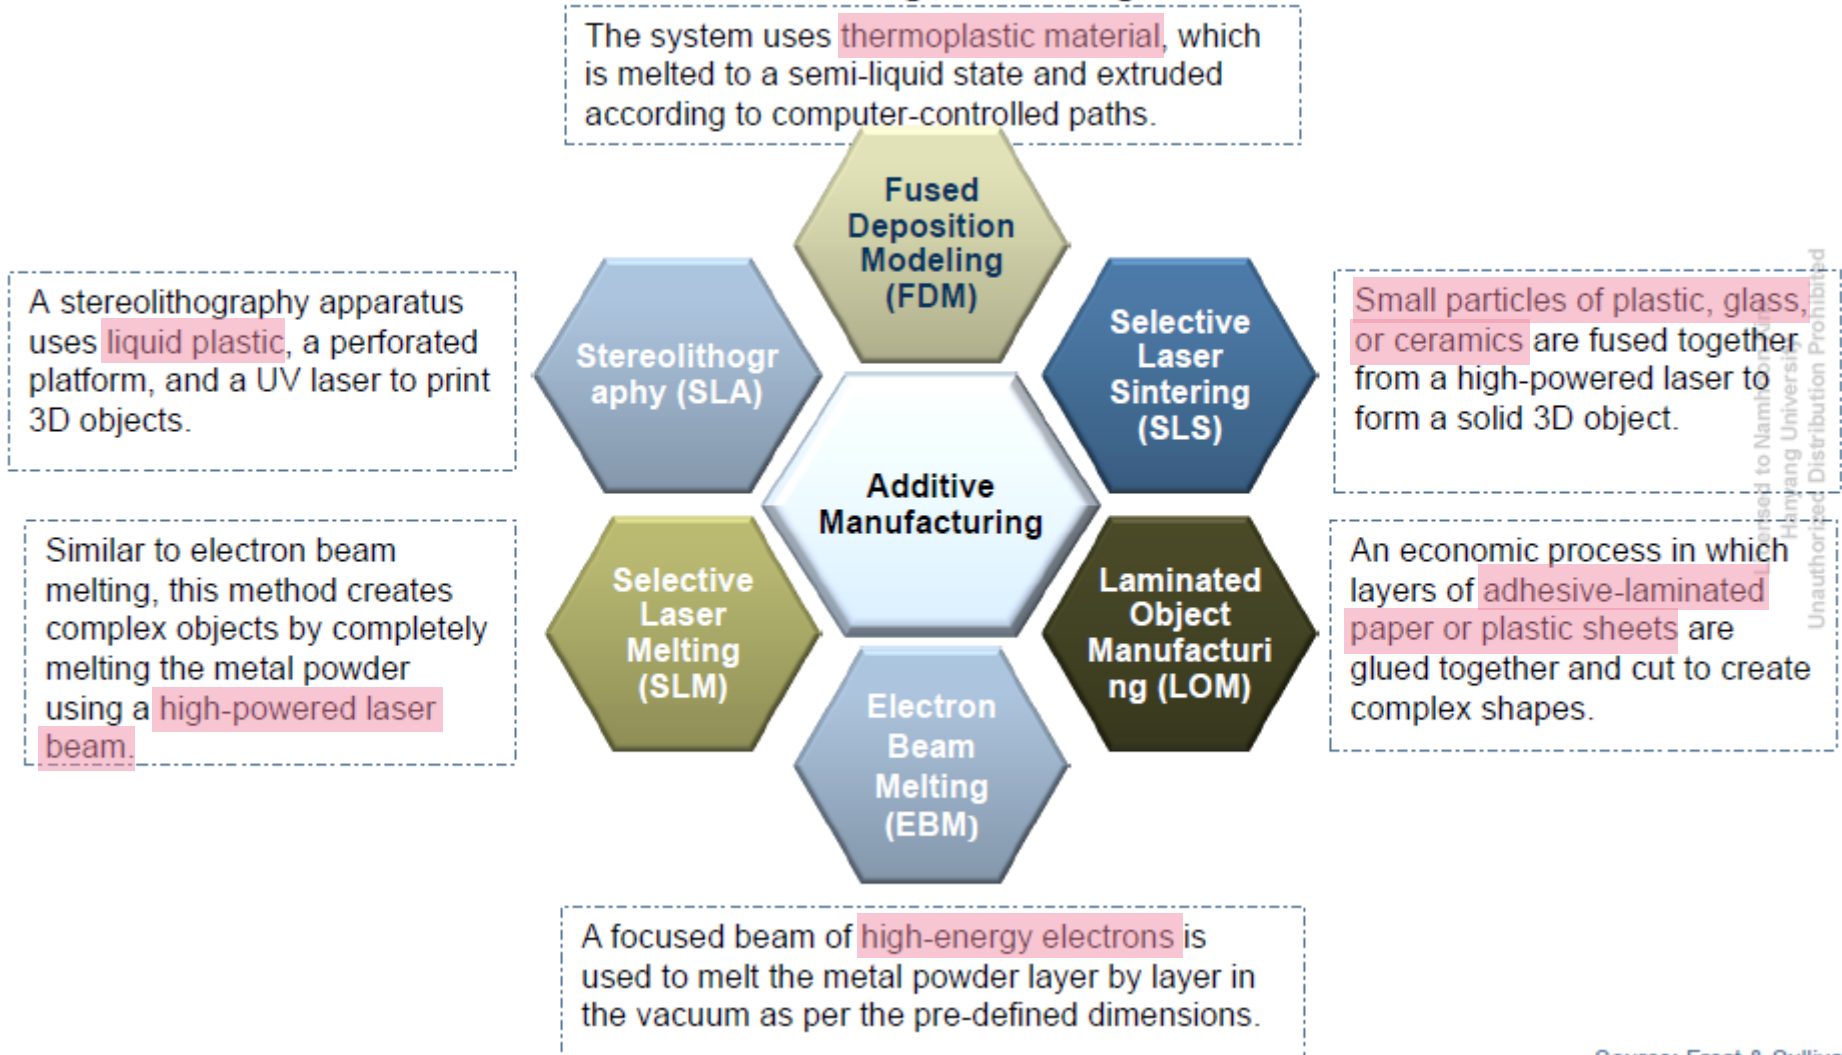 The system uses thermoplastic material, which
is melted to a semi-liquid state and extruded
according to computer-controlled paths.
Fused
Deposition
Modeling
(FDM)
A stereolithography apparatus
uses liquid plastic, a perforated
platform, and a UV laser to print
3D objects.
Stereolithogr
aphy (SLA)
Selective
Laser
Sintering
(SLS)
Small particles of plastic, glass,
or ceramics are fused together
from a high-powered laser to
form a solid 3D object.
Additive
Manufacturing
Similar to electron beam
melting, this method creates
complex objects by completely
melting the metal powder
using a high-powered laser
beam.
Selective
Laser
Melting
(SLM)
Laminated
Object
Manufacturi
ng (LOM)
An economic process in which
layers of adhesive-laminated
paper or plastic sheets are
glued together and cut to create
complex shapes.
Electron
Beam
Melting
(EBM)
A focused beam of high-energy electrons is
used to melt the metal powder layer by layer in
the vacuum as per the pre-defined dimensions.
Licensed to
Hanyang University
Unauthorized Distribution Prohibited